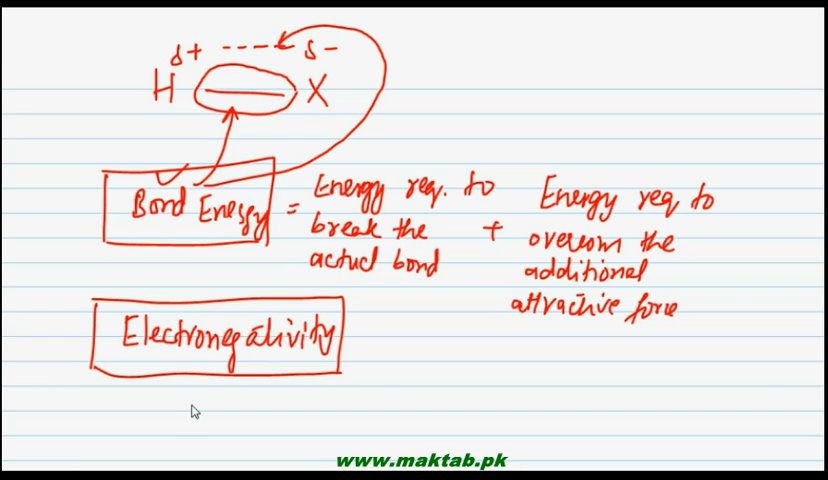 δ+ ---- δ-
H — X
Bond Energy = Energy req. to break the actual bond + Energy req to overcom the additional attractive force
Electronegativity
www.maktab.pk